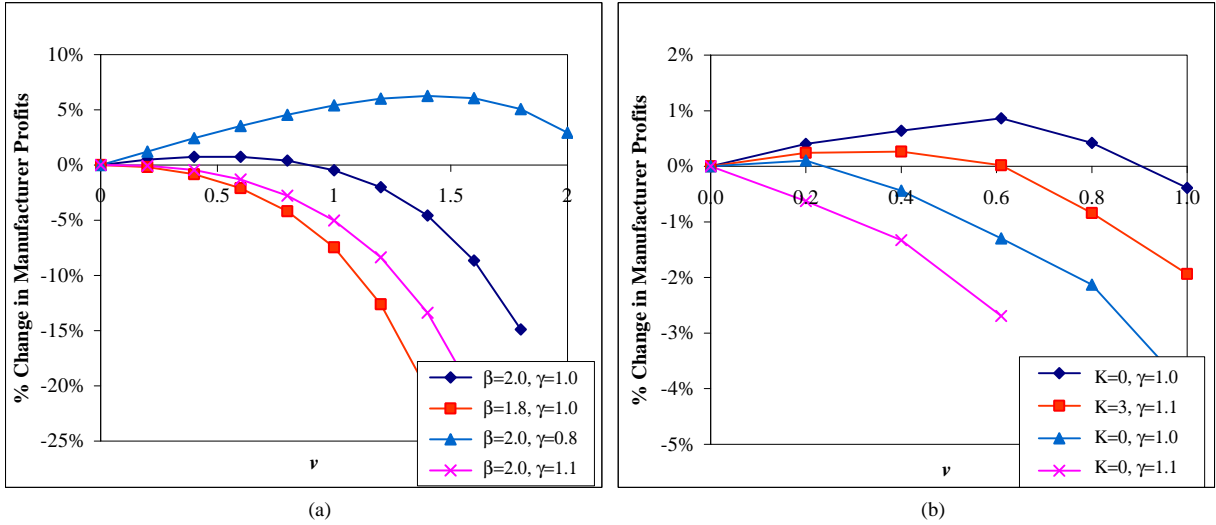 10%
5%
0%
-5%
-10%
-15%
-20%
-25%
0
0.5
1
1.5
2
% Change in Manufacturer Profits
v
β=2.0, γ=1.0
β=1.8, γ=1.0
β=2.0, γ=0.8
β=2.0, γ=1.1
(a)
2%
1%
0%
-1%
-2%
-3%
-4%
-5%
0.0
0.2
0.4
0.6
0.8
1.0
% Change in Manufacturer Profits
v
K=0, γ=1.0
K=3, γ=1.1
K=0, γ=1.0
K=0, γ=1.1
(b)